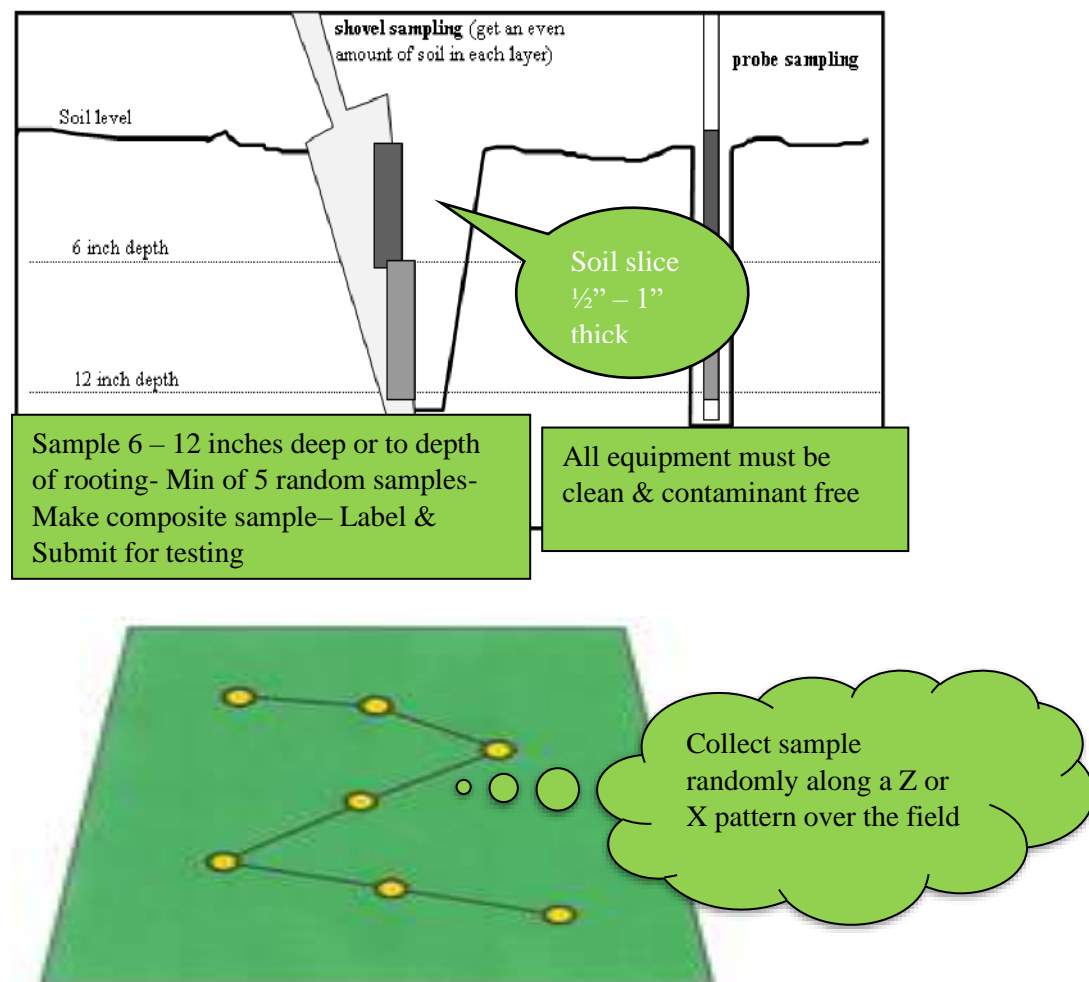 shovel sampling (get an even
amount of soil in each layer)
probe sampling
Soil level
6 inch depth
Soil slice
½” – 1”
thick
12 inch depth
Sample 6 – 12 inches deep or to depth
of rooting- Min of 5 random samples-
Make composite sample– Label &
Submit for testing
All equipment must be
clean & contaminant free
Collect sample
randomly along a Z or
X pattern over the field